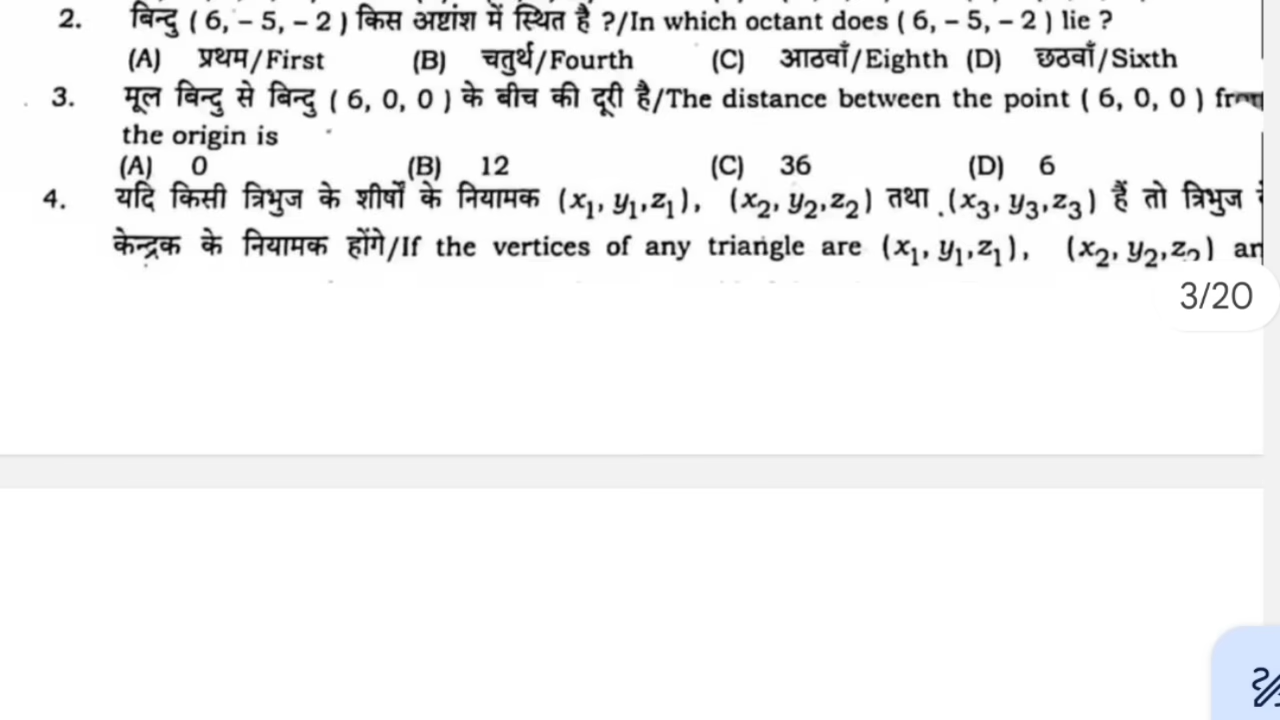 2. बिन्दु ( 6, – 5, – 2 ) किस अष्टांश में स्थित है ?/In which octant does ( 6, – 5, – 2 ) lie ?
(A) प्रथम/First (B) चतुर्थ/Fourth (C) आठवाँ/Eighth (D) छठवाँ/Sixth
3. मूल बिन्दु से बिन्दु ( 6, 0, 0 ) के बीच की दूरी है/The distance between the point ( 6, 0, 0 )
the origin is
(A) 0 (B) 12 (C) 36 (D) 6
4. यदि किसी त्रिभुज के शीर्षों के नियामक (x₁, y₁,z₁), (x₂, y₂,z₂) तथा (x₃, y₃,z₃) हैं तो त्रिभुज
केन्द्रक के नियामक होंगे/If the vertices of any triangle are (x₁, y₁,z₁), (x₂, y₂,z₂)
3/20